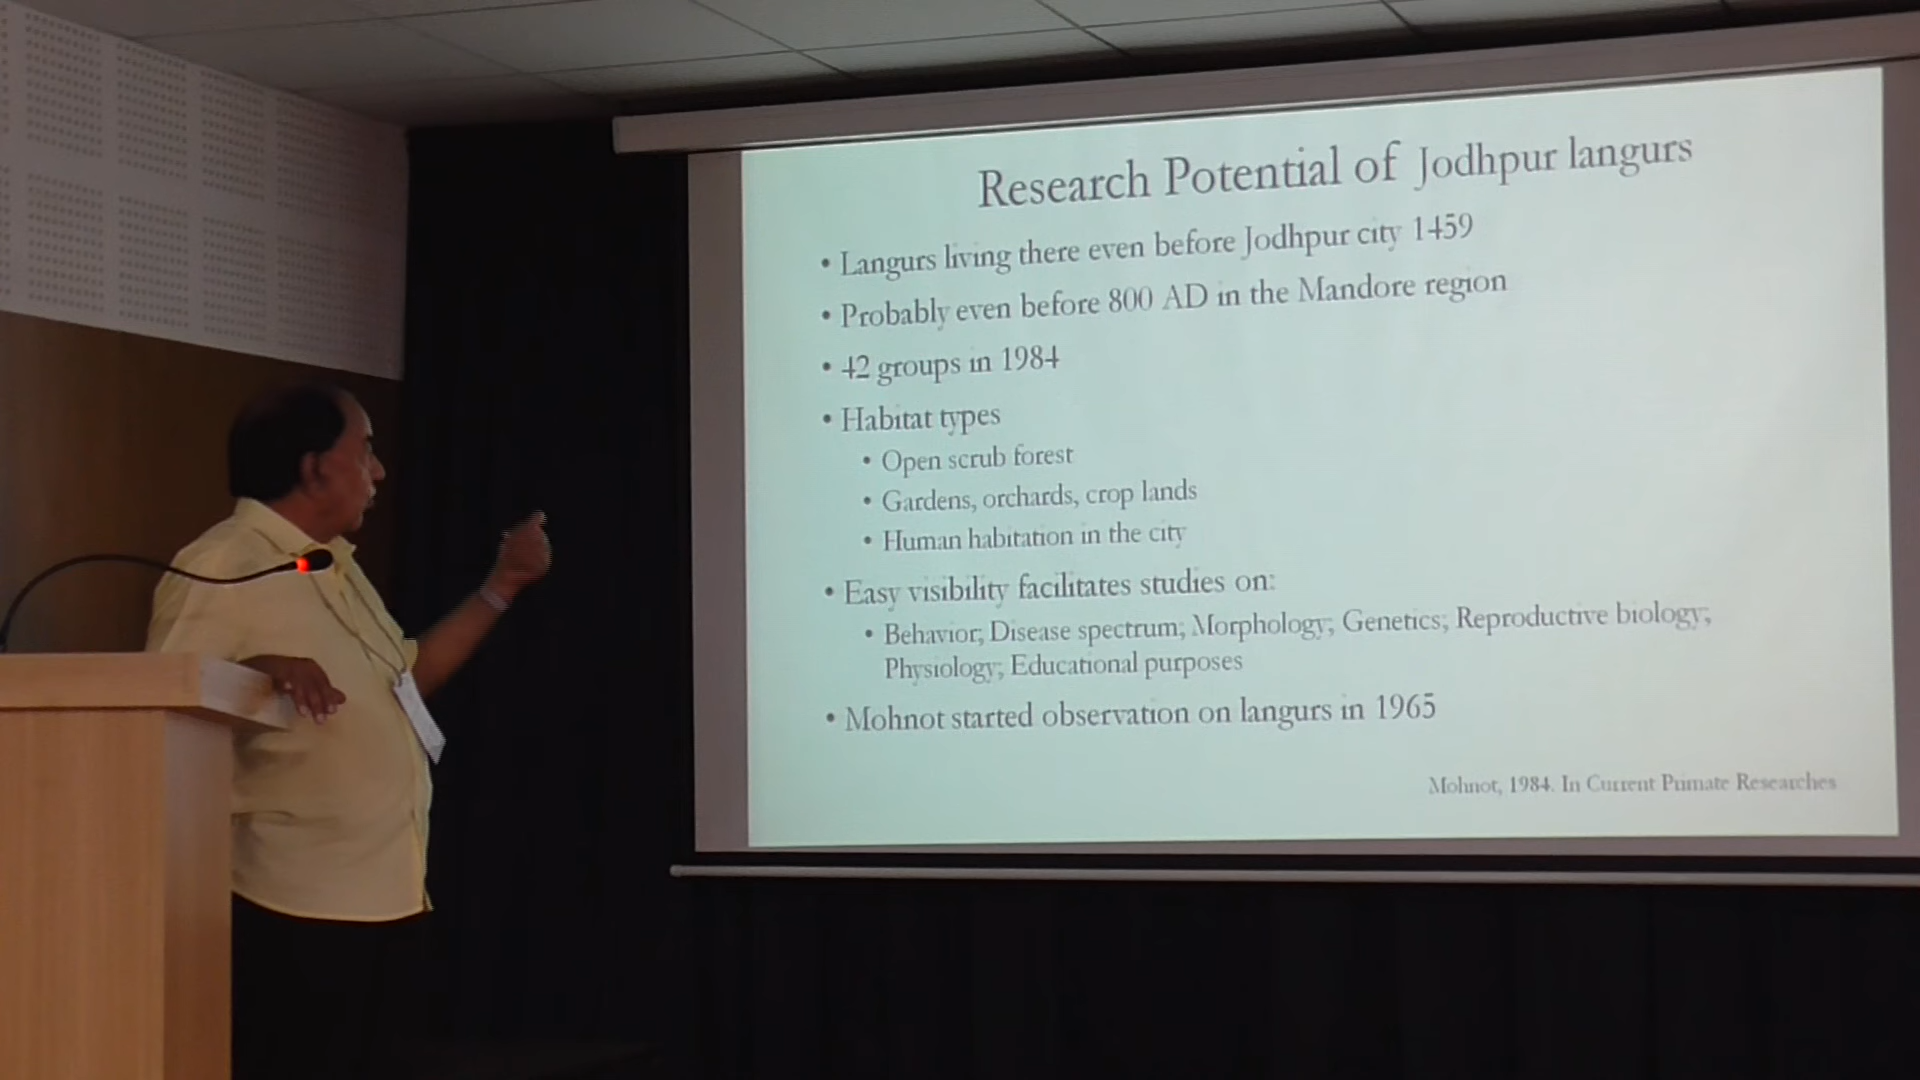 Research Potential of Jodhpur langurs
• Langurs living there even before Jodhpur city 1459
• Probably even before 800 AD in the Mandore region
• 42 groups in 1984
• Habitat types
• Open scrub forest
• Gardens, orchards, crop lands
• Human habitation in the city
• Easy visibility facilitates studies on:
• Behavior; Disease spectrum; Morphology; Genetics; Reproductive biology;
Physiology; Educational purposes
• Mohnot started observation on langurs in 1965
Mohnot, 1984. In Current Primate Researches